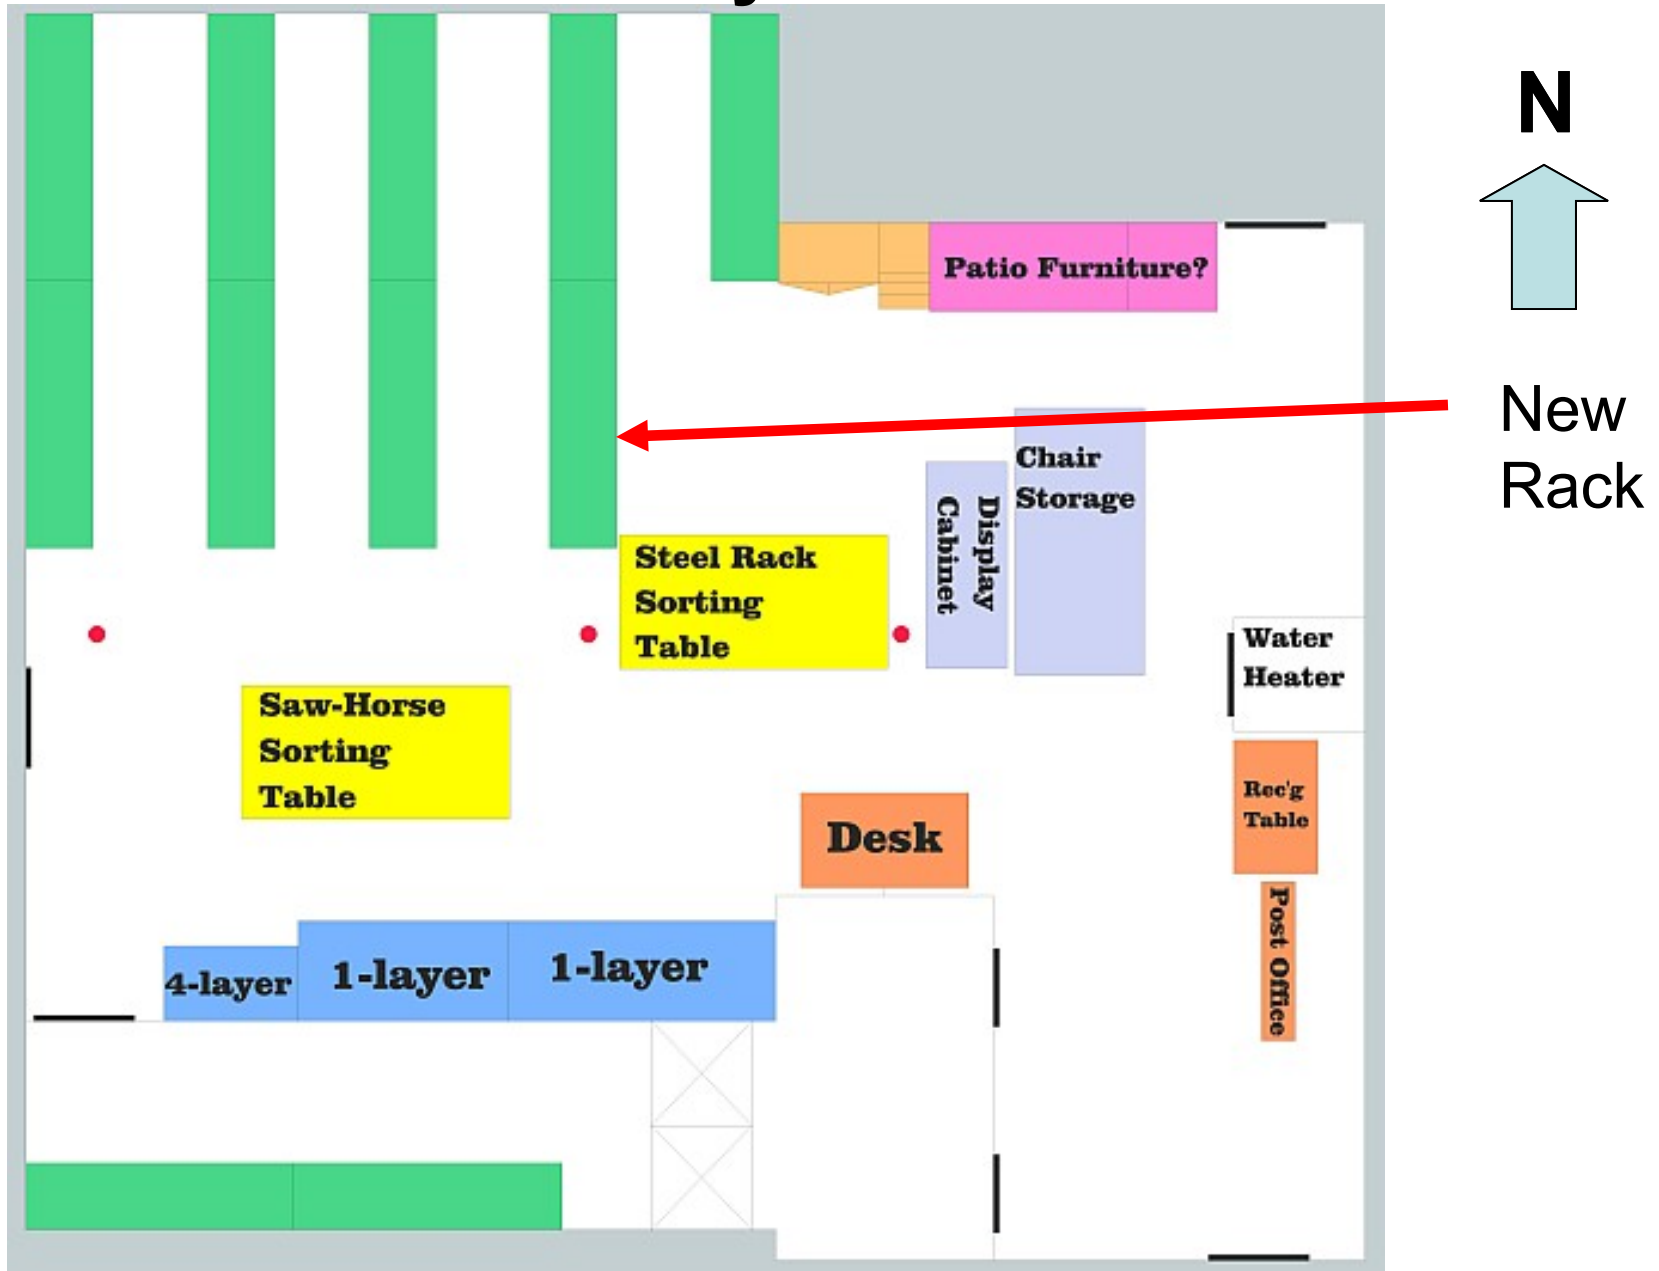 N
New
Rack
Patio Furniture?
Chair
Storage
Display
Cabinet
Steel Rack
Sorting
Table
Water
Heater
Saw-Horse
Sorting
Table
Rec'g
Table
Desk
Post Office
4-layer
1-layer
1-layer